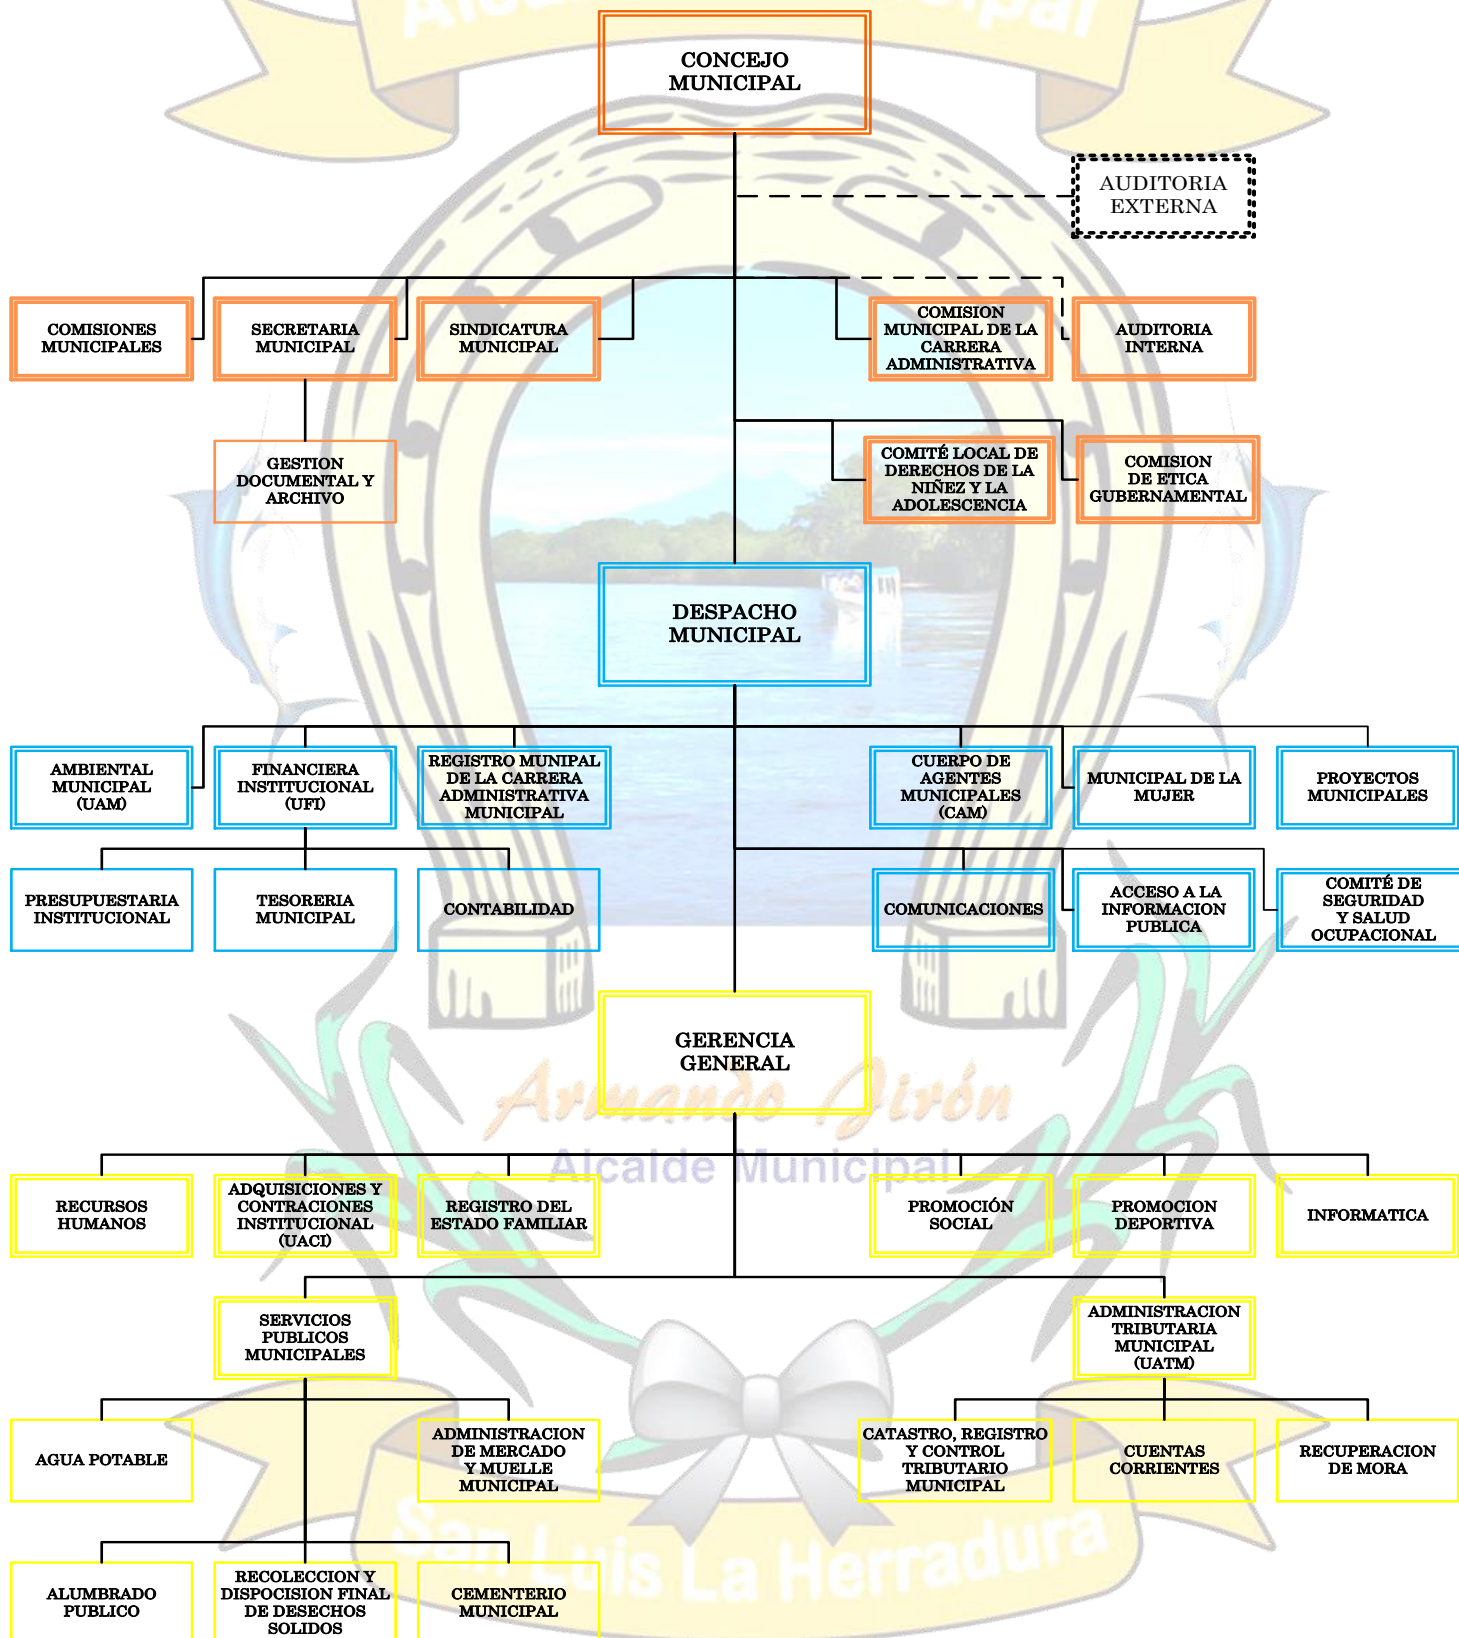 Alcaldía Municipal
CONCEJO
MUNICIPAL
AUDITORIA
EXTERNA
COMISIONES
MUNICIPALES
SECRETARIA
MUNICIPAL
SINDICATURA
MUNICIPAL
COMISION
MUNICIPAL DE LA
CARRERA
ADMINISTRATIVA
AUDITORIA
INTERNA
GESTION
DOCUMENTAL Y
ARCHIVO
COMITÉ LOCAL DE
DERECHOS DE LA
NIÑEZ Y LA
ADOLESCENCIA
COMISION
DE ETICA
GUBERNAMENTAL
DESPACHO
MUNICIPAL
AMBIENTAL
MUNICIPAL
(UAM)
FINANCIERA
INSTITUCIONAL
(UFI)
REGISTRO MUNIPAL
DE LA CARRERA
ADMINISTRATIVA
MUNICIPAL
CUERPO DE
AGENTES
MUNICIPALES
(CAM)
MUNICIPAL DE LA
MUJER
PROYECTOS
MUNICIPALES
PRESUPUESTARIA
INSTITUCIONAL
TESORERIA
MUNICIPAL
CONTABILIDAD
COMUNICACIONES
ACCESO A LA
INFORMACION
PUBLICA
COMITÉ DE
SEGURIDAD
Y SALUD
OCUPACIONAL
GERENCIA
GENERAL
Armando Jirón
Alcalde Municipal
RECURSOS
HUMANOS
ADQUISICIONES Y
CONTRACIONES
INSTITUCIONAL
(UACI)
REGISTRO DEL
ESTADO FAMILIAR
PROMOCIÓN
SOCIAL
PROMOCION
DEPORTIVA
INFORMATICA
SERVICIOS
PUBLICOS
MUNICIPALES
ADMINISTRACION
TRIBUTARIA
MUNICIPAL
(UATM)
AGUA POTABLE
ADMINISTRACION
DE MERCADO
Y MUELLE
MUNICIPAL
CATASTRO, REGISTRO
Y CONTROL
TRIBUTARIO
MUNICIPAL
CUENTAS
CORRIENTES
RECUPERACION
DE MORA
San Luis La Herradura
ALUMBRADO
PUBLICO
RECOLECCION Y
DISPOCISION FINAL
DE DESECHOS
SOLIDOS
CEMENTERIO
MUNICIPAL